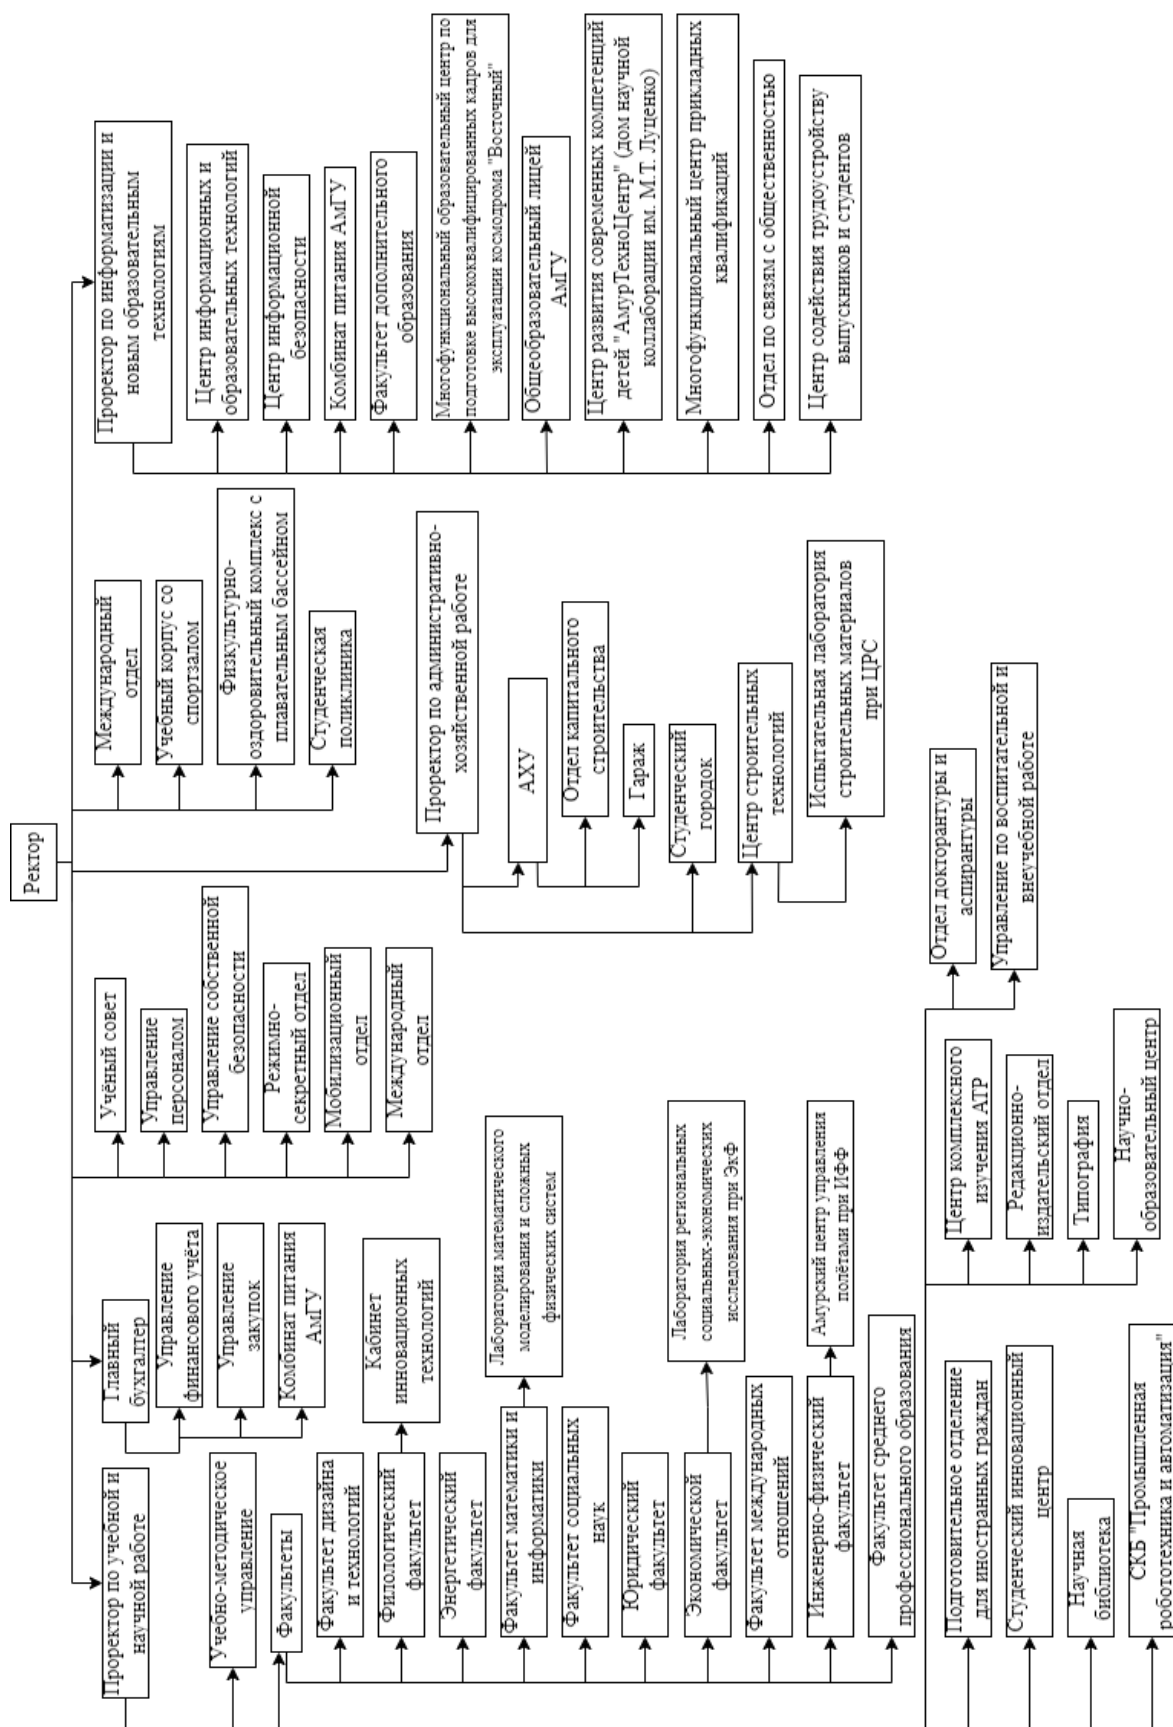 Ректор
Проректор по учебной и
научной работе
Учебно-методическое
управление
Факультеты
Факультет дизайна
и технологий
Филологический
факультет
Кабинет
инновационных
технологий
Энергетический
факультет
Факультет математики и
информатики
Лаборатория математического
моделирования и сложных
физических систем
Факультет социальных
наук
Юридический
факультет
Экономический
факультет
Лаборатория региональных
социальных-экономических
исследования при ЭкФ
Факультет международных
отношений
Инженерно-физический
факультет
Амурский центр управления
полётами при ИФФ
Факультет среднего
профессионального образования
Подготовительное отделение
для иностранных граждан
Студенческий инновационный
центр
Научная
библиотека
СКБ "Промышленная
робототехника и автоматизация"
Центр комплексного
изучения АТР
Редакционно-
издательский отдел
Типография
Научно-
образовательный центр
Отдел докторантуры и
аспирантуры
Управление по воспитательной и
внеучебной работе
Главный
бухгалтер
Управление
финансового учёта
Управление
закупок
Комбинат питания
АмГУ
Учёный совет
Управление
персоналом
Управление собственной
безопасности
Режимно-
секретный отдел
Мобилизационный
отдел
Международный
отдел
Проректор по административно-
хозяйственной работе
АХУ
Отдел капитального
строительства
Гараж
Студенческий
городок
Центр строительных
технологий
Испытательная лаборатория
строительных материалов
при ЦРС
Международный
отдел
Учебный корпус со
спортзалом
Физкультурно-
оздоровительный комплекс с
плавательным бассейном
Студенческая
поликлиника
Проректор по информатизации и
новым образовательным
технологиям
Центр информационных и
образовательных технологий
Центр информационной
безопасности
Комбинат питания АмГУ
Факультет дополнительного
образования
Многофункциональный образовательный центр по
подготовке высококвалифицированных кадров для
эксплуатации космодрома "Восточный"
Общеобразовательный лицей
АмГУ
Центр развития современных компетенций
детей "АмурТехноЦентр" (дом научной
коллаборации им. М.Т. Луценко)
Многофункциональный центр прикладных
квалификаций
Отдел по связям с общественностью
Центр содействия трудоустройству
выпускников и студентов